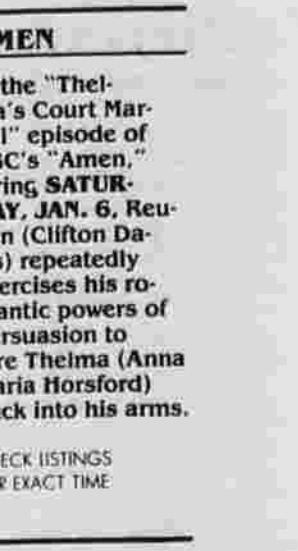 MEN
the "Thel-
a's Court Mar-
l" episode of
BC's "Amen,"
ring SATUR-
AY, JAN. 6, Reu-
n (Clifton Da-
s) repeatedly
ercises his ro-
antic powers of
rsuasion to
re Thelma (Anna
aria Horsford)
ck into his arms.
ECK LISTINGS
R EXACT TIME